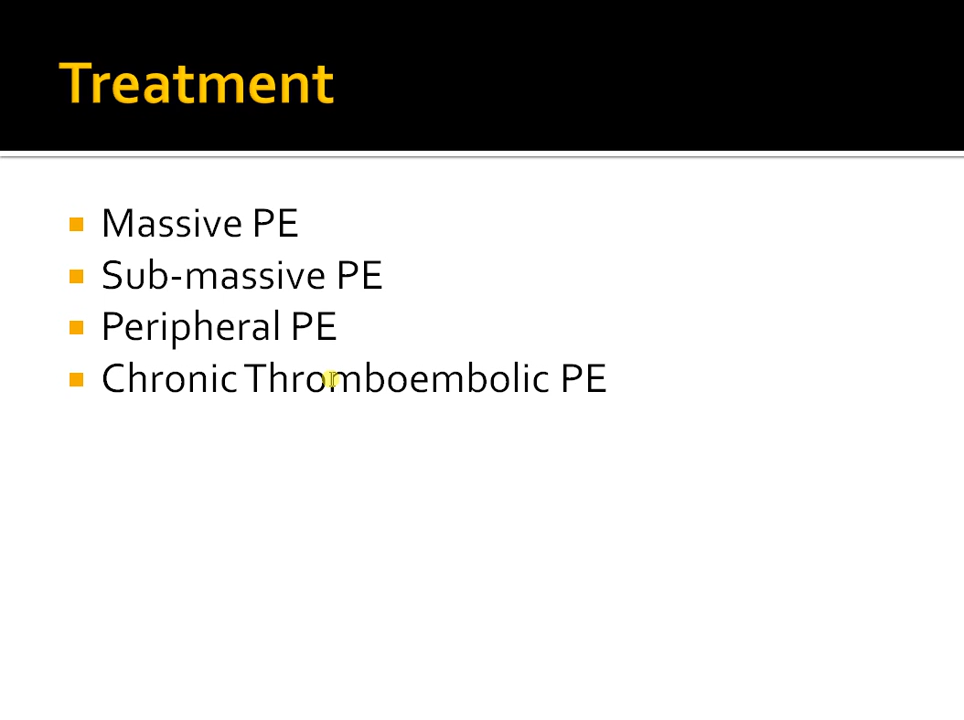 Treatment
Massive PE
Sub-massive PE
Peripheral PE
Chronic Thromboembolic PE